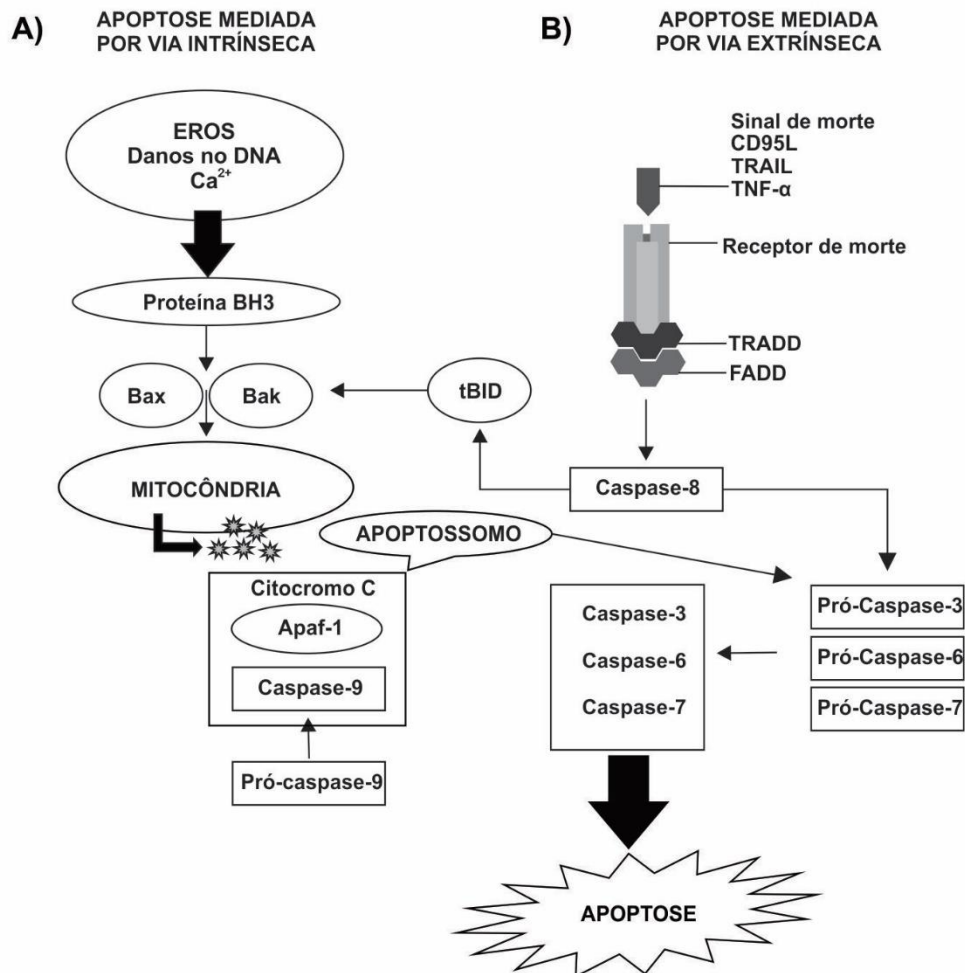 A)
APOPTOSE MEDIADA
POR VIA INTRÍNSECA
EROS
Danos no DNA
Ca²⁺
Proteína BH3
Bax
Bak
MITOCÔNDRIA
Citocromo C
Apaf-1
Caspase-9
Pró-caspase-9
APOPTOSSOMO
tBID
B)
APOPTOSE MEDIADA
POR VIA EXTRÍNSECA
Sinal de morte
CD95L
TRAIL
TNF-α
Receptor de morte
TRADD
FADD
Caspase-8
Pró-Caspase-3
Pró-Caspase-6
Pró-Caspase-7
Caspase-3
Caspase-6
Caspase-7
APOPTOSE